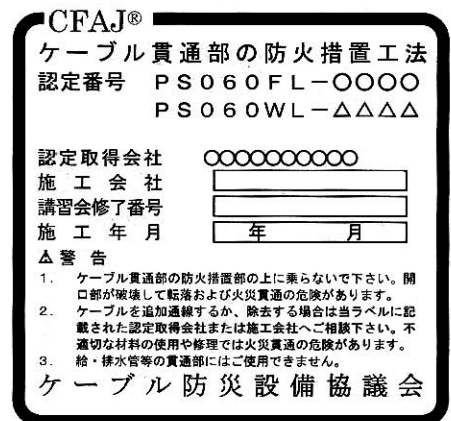 CFAJ®
ケーブル貫通部の防火措置工法
認定番号 PS060FL－○○○○
PS060WL－△△△△
認定取得会社 ○○○○○○○○○○
施工会社
講習会修了番号
施工年月 年 月
⚠警告
1. ケーブル貫通部の防火措置部の上に乗らないで下さい。開
口部が破壊して転落および火災貫通の危険があります。
2. ケーブルを追加通線するか、除去する場合は当ラベルに記
載された認定取得会社または施工会社へご相談下さい。不
適切な材料の使用や修理では火災貫通の危険があります。
3. 給・排水管等の貫通部にはご使用できません。
ケーブル防災設備協議会